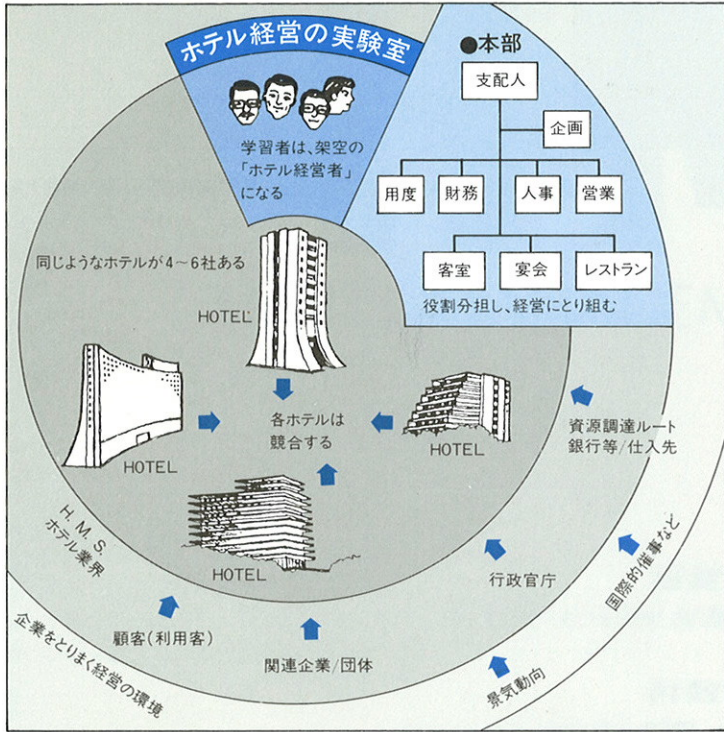 ホテル経営の実験室
学習者は、架空の
「ホテル経営者」
になる
●本部
支配人
企画
用度
財務
人事
営業
客室
宴会
レストラン
役割分担し、経営にとり組む
同じようなホテルが4～6社ある
HOTEL
HOTEL
HOTEL
HOTEL
各ホテルは
競合する
資源調達ルート
銀行等/仕入先
行政官庁
関連企業/団体
顧客(利用客)
H.M.S.
ホテル業界
国際的催事など
景気動向
企業をとりまく経営の環境